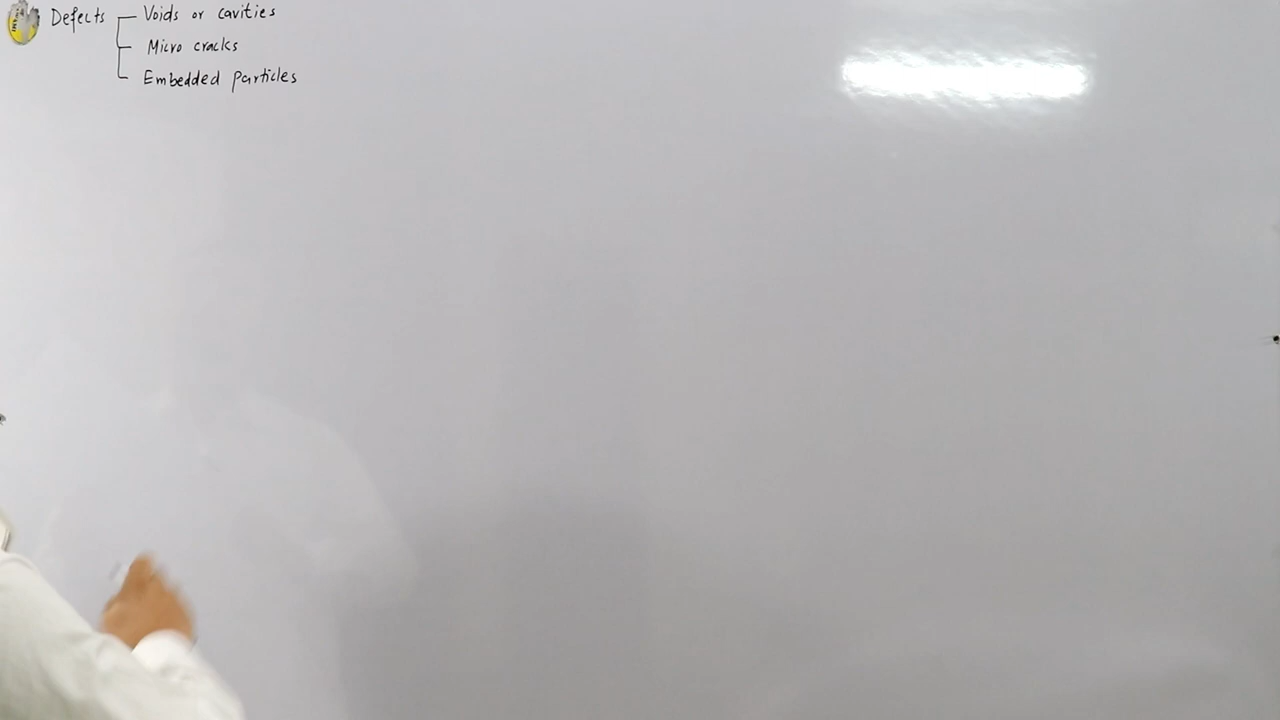 Defects Voids or cavities
Micro cracks
Embedded particles